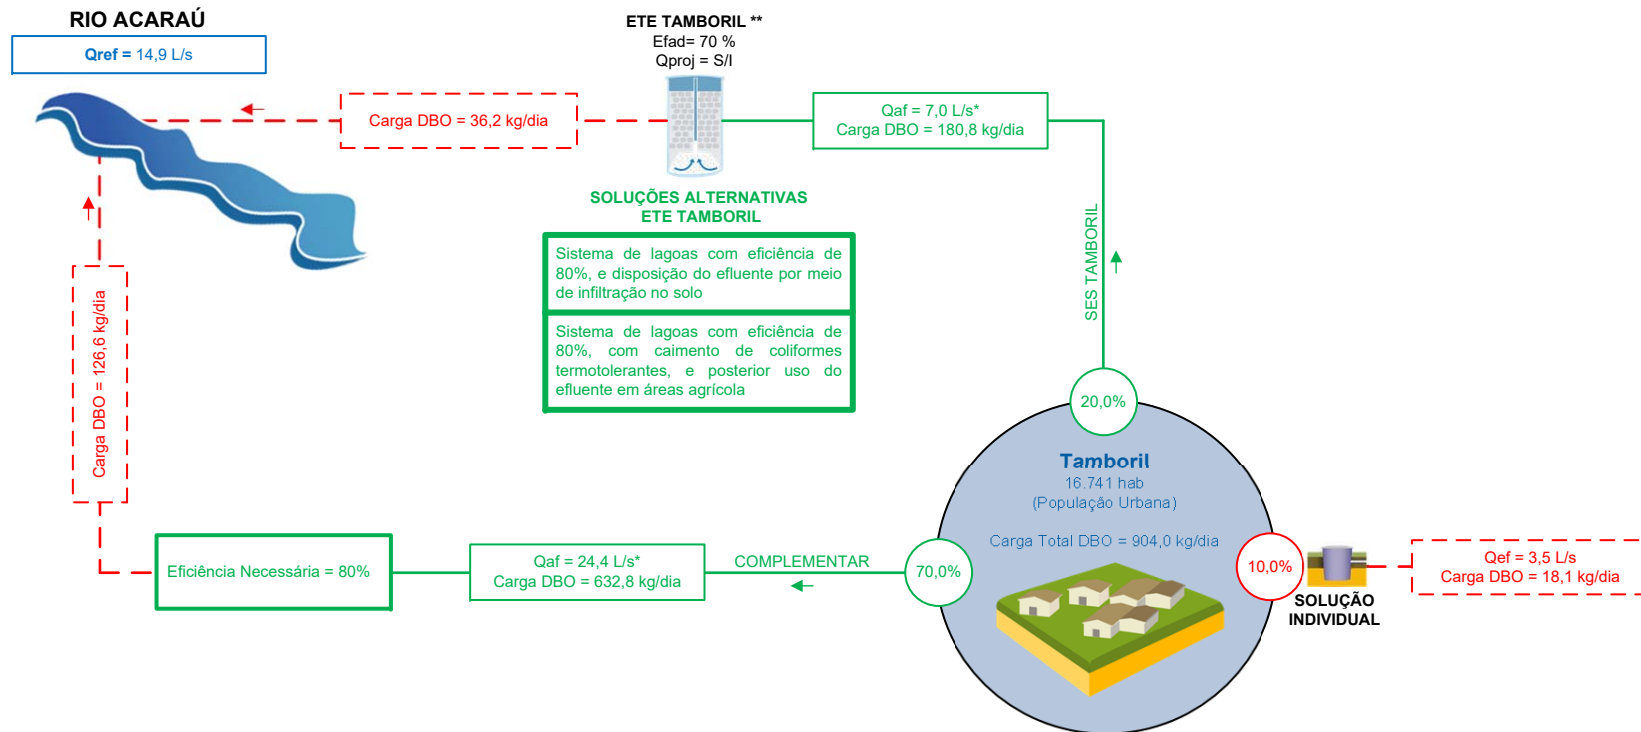 RIO ACARAÚ
Qref = 14,9 L/s
ETE TAMBORIL **
Efad= 70 %
Qproj = S/I
Carga DBO = 36,2 kg/dia
Qaf = 7,0 L/s*
Carga DBO = 180,8 kg/dia
SOLUÇÕES ALTERNATIVAS
ETE TAMBORIL
Sistema de lagoas com eficiência de
80%, e disposição do efluente por meio
de infiltração no solo
Sistema de lagoas com eficiência de
80%, com caimento de coliformes
termotolerantes, e posterior uso do
efluente em áreas agrícola
SES TAMBORIL
Carga DBO = 126,6 kg/dia
20,0%
Tamboril
16.741 hab
(População Urbana)
Carga Total DBO = 904,0 kg/dia
Eficiência Necessária = 80%
Qaf = 24,4 L/s*
Carga DBO = 632,8 kg/dia
COMPLEMENTAR
70,0%
10,0%
SOLUÇÃO
INDIVIDUAL
Qef = 3,5 L/s
Carga DBO = 18,1 kg/dia